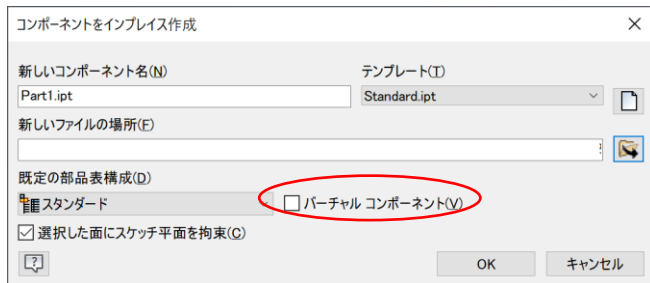 コンポーネントをインプレイス作成
新しいコンポーネント名(N)
テンプレート(T)
Part1.ipt
Standard.ipt
新しいファイルの場所(F)
既定の部品表構成(D)
スタンダード
バーチャル コンポーネント(V)
選択した面にスケッチ平面を拘束(C)
OK
キャンセル